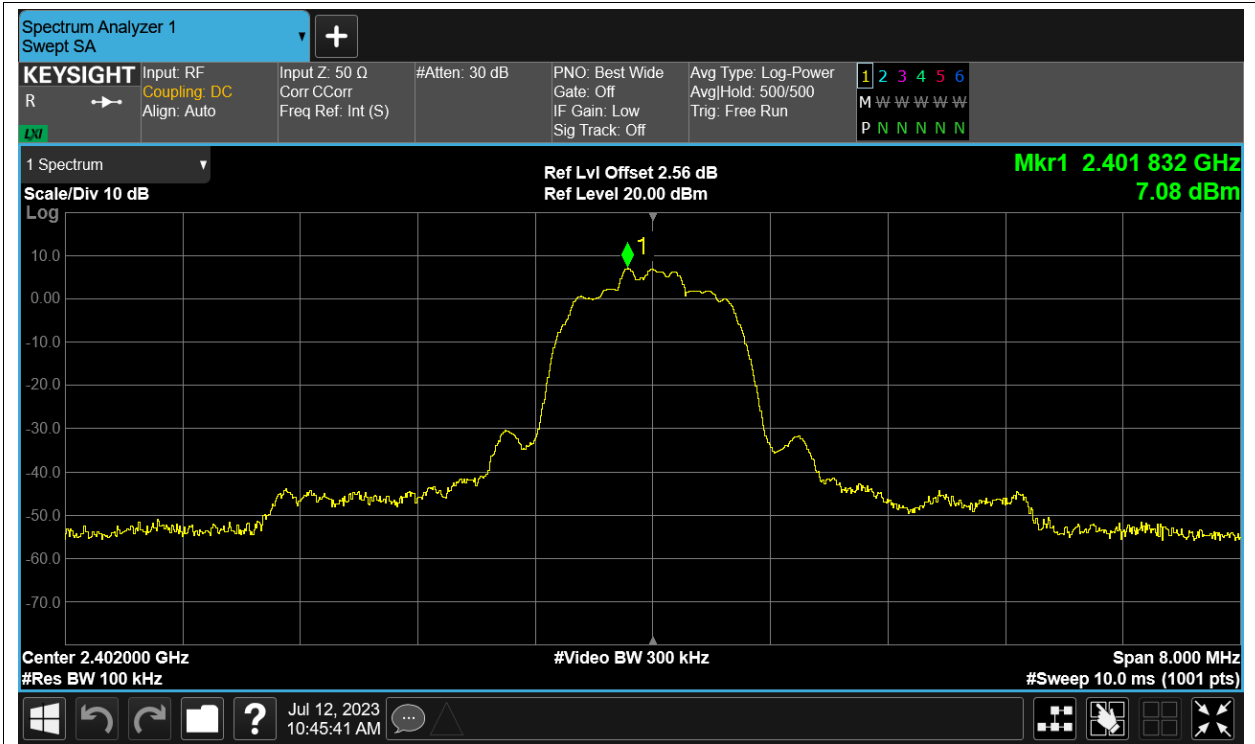 Spectrum Analyzer 1
Swept SA
KEYSIGHT
R
LXI
Input: RF
Coupling: DC
Align: Auto
Input Z: 50 Ω
Corr CCorr
Freq Ref: Int (S)
#Atten: 30 dB
PNO: Best Wide
Gate: Off
IF Gain: Low
Sig Track: Off
Avg Type: Log-Power
Avg|Hold: 500/500
Trig: Free Run
1 2 3 4 5 6
M W W W W W
P N N N N N
1 Spectrum
Scale/Div 10 dB
Log
Ref Lvl Offset 2.56 dB
Ref Level 20.00 dBm
Mkr1 2.401 832 GHz
7.08 dBm
1
10.0
0.00
-10.0
-20.0
-30.0
-40.0
-50.0
-60.0
-70.0
Center 2.402000 GHz
#Video BW 300 kHz
Span 8.000 MHz
#Res BW 100 kHz
#Sweep 10.0 ms (1001 pts)
?
Jul 12, 2023
10:45:41 AM